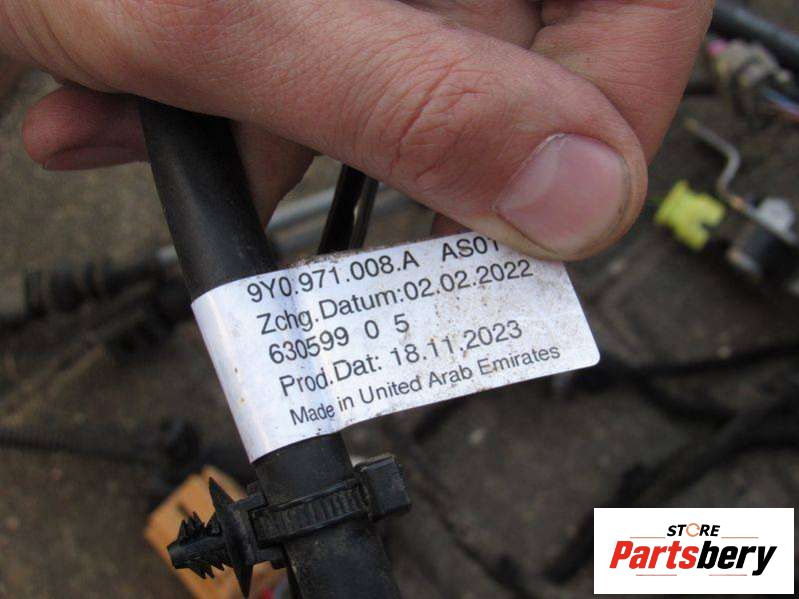 9Y0.971.008.A AS01
Zchg.Datum:02.02.2022
630599 0 5
Prod.Dat: 18.11.2023
Made in United Arab Emirates
STORE
Partsbery